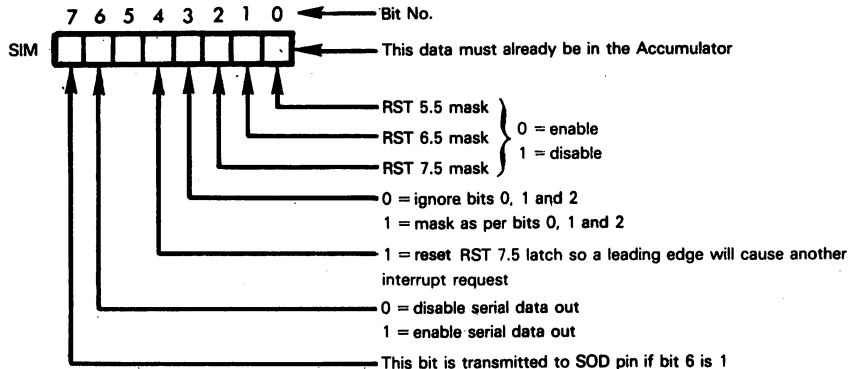 7 6 5 4 3 2 1 0 Bit No.
SIM This data must already be in the Accumulator
RST 5.5 mask
RST 6.5 mask
RST 7.5 mask
0 = enable
1 = disable
0 = ignore bits 0, 1 and 2
1 = mask as per bits 0, 1 and 2
1 = reset RST 7.5 latch so a leading edge will cause another
interrupt request
0 = disable serial data out
1 = enable serial data out
This bit is transmitted to SOD pin if bit 6 is 1